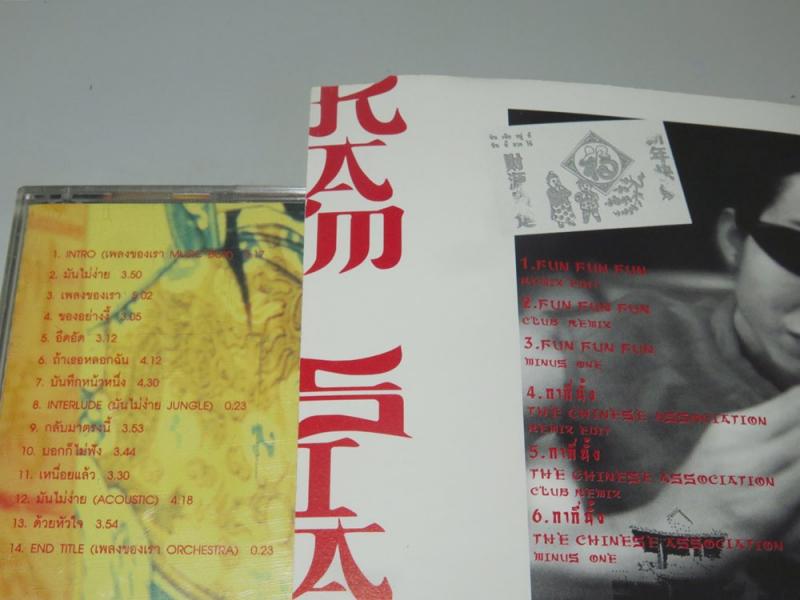 1. INTRO (เพลงของเรา MUSIC BOX) 0.17
2. มันไม่ง่าย 3.50
3. เพลงของเรา 5.02
4. ของอย่างงี้ 3.05
5. อึดอัด 3.12
6. ถ้าเธอหลอกฉัน 4.12
7. บันทึกหน้าหนึ่ง 4.30
8. INTERLUDE (มันไม่ง่าย JUNGLE) 0.23
9. กลับมาตรงนี้ 3.53
10. บอกก็ไม่ฟัง 3.44
11. เหนื่อยแล้ว 3.30
12. มันไม่ง่าย (ACOUSTIC) 4.18
13. ด้วยหัวใจ 3.54
14. END TITLE (เพลงของเรา ORCHESTRA) 0.23
KAM SIA
福
1. FUN FUN FUN
REMIX EDIT
2. FUN FUN FUN
CLUB REMIX
3. FUN FUN FUN
MINUS ONE
4. กาที่นั้ง
THE CHINESE ASSOCIATION
REMIX EDIT
5. กาที่นั้ง
THE CHINESE ASSOCIATION
CLUB REMIX
6. กาที่นั้ง
THE CHINESE ASSOCIATION
MINUS ONE